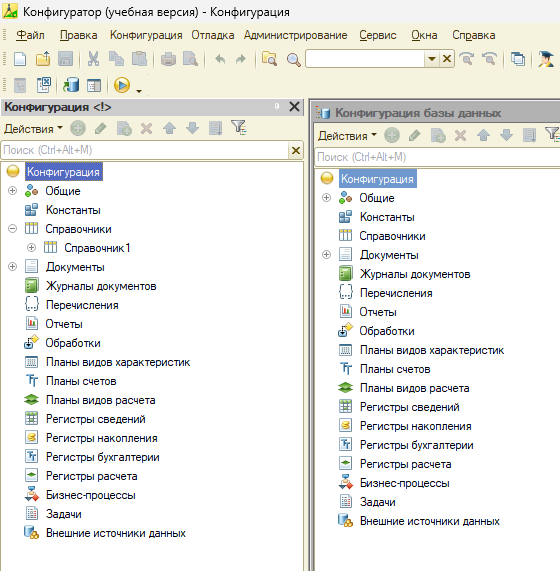 Конфигуратор (учебная версия) - Конфигурация
Файл Правка Конфигурация Отладка Администрирование Сервис Окна Справка
Конфигурация <!>
Действия
Поиск (Ctrl+Alt+M)
Конфигурация
Общие
Константы
Справочники
Справочник1
Документы
Журналы документов
Перечисления
Отчеты
Обработки
Планы видов характеристик
Планы счетов
Планы видов расчета
Регистры сведений
Регистры накопления
Регистры бухгалтерии
Регистры расчета
Бизнес-процессы
Задачи
Внешние источники данных
Конфигурация базы данных
Действия
Поиск (Ctrl+Alt+M)
Конфигурация
Общие
Константы
Справочники
Документы
Журналы документов
Перечисления
Отчеты
Обработки
Планы видов характеристик
Планы счетов
Планы видов расчета
Регистры сведений
Регистры накопления
Регистры бухгалтерии
Регистры расчета
Бизнес-процессы
Задачи
Внешние источники данных